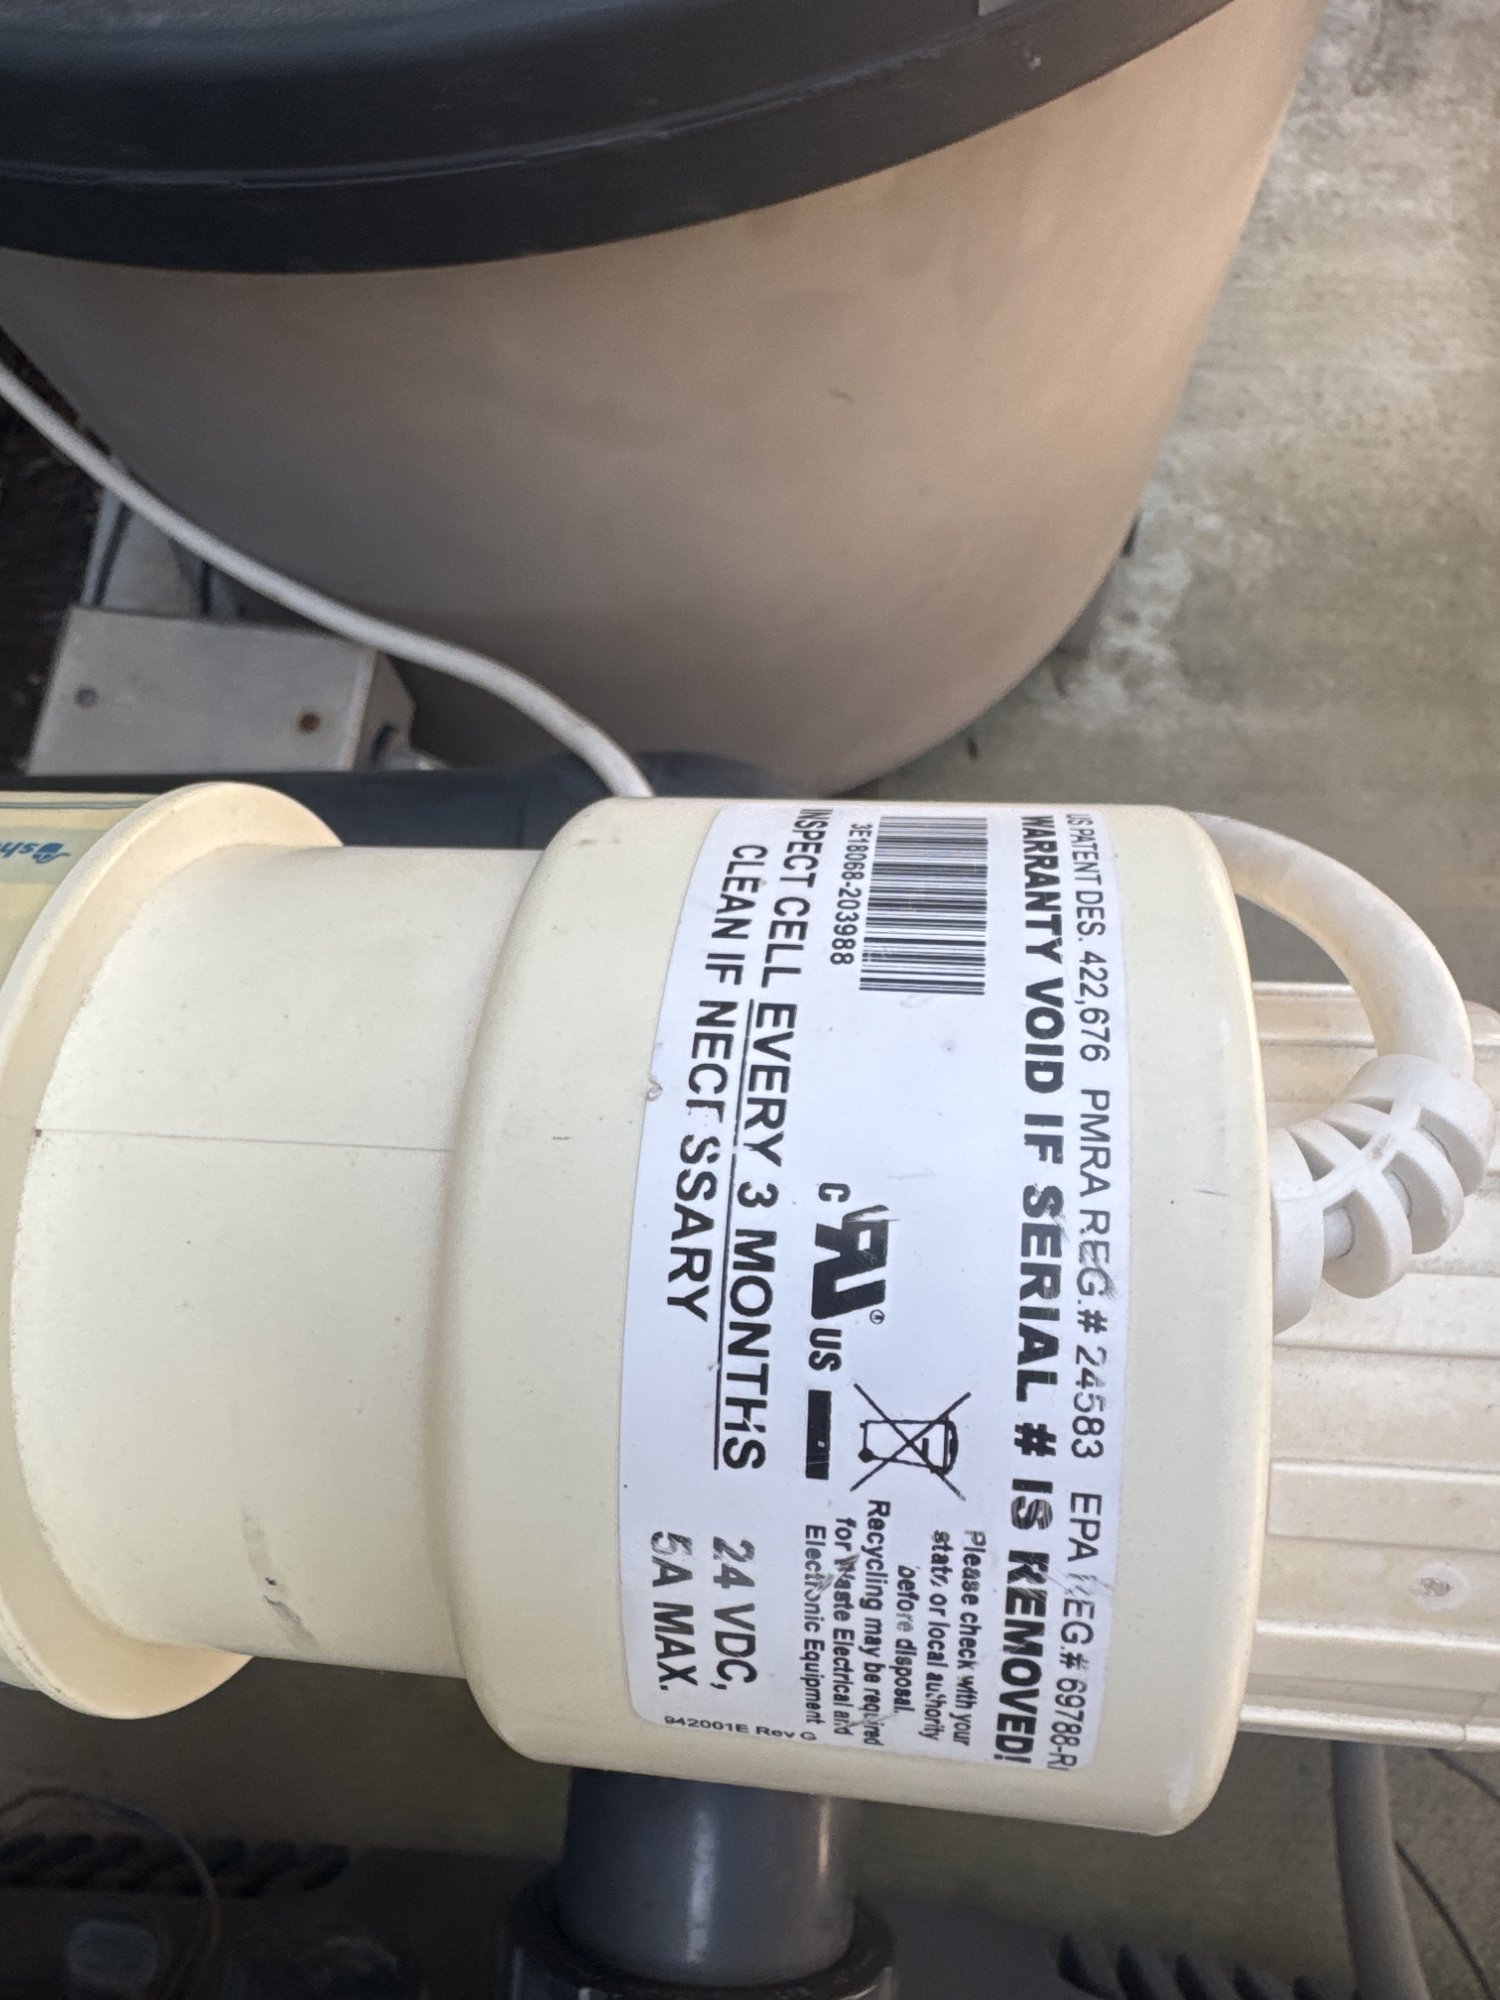 US PATENT DES. 422,676 PMRA REG.# 24583 EPA REG.# 69788-
WARRANTY VOID IF SERIAL # IS REMOVED!
3E18068-203988
C US
Please check with your
state, or local authority
before disposal.
Recycling may be required
for Waste Electrical and
Electronic Equipment
INSPECT CELL EVERY 3 MONTHS
CLEAN IF NECESSARY
24 VDC,
5A MAX.
942001E Rev G